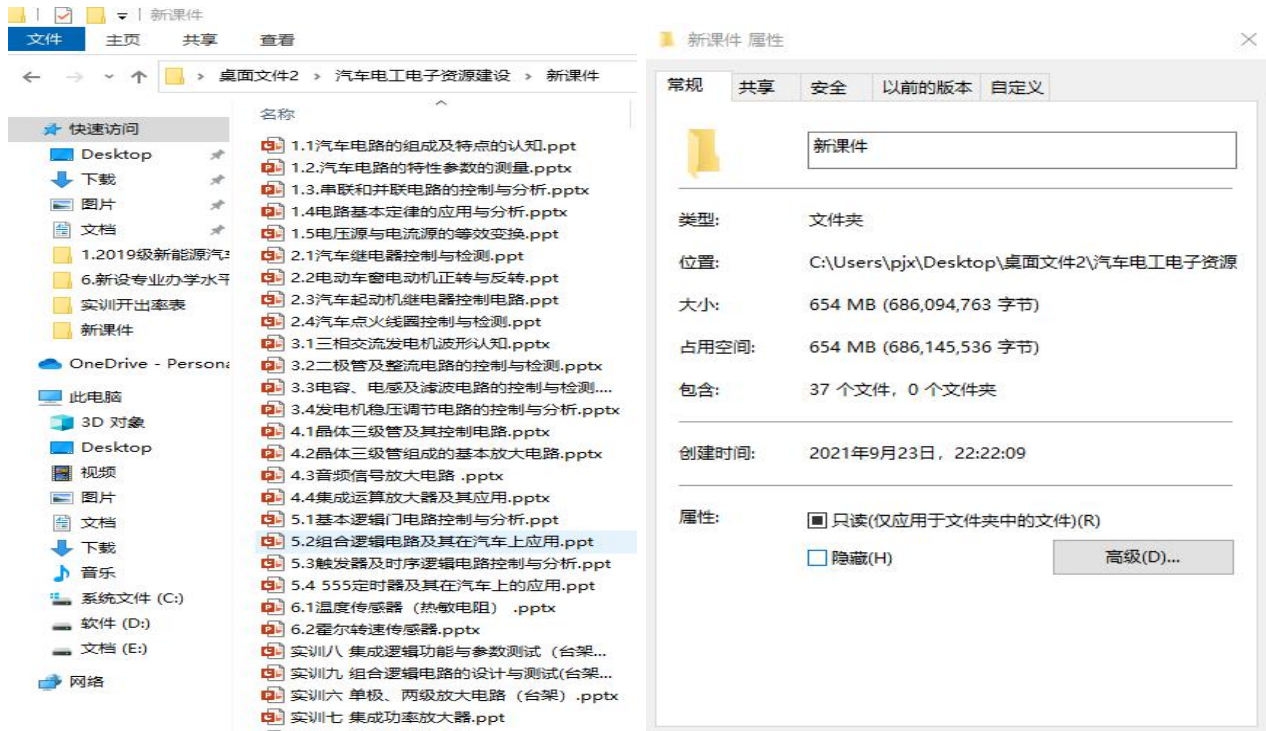 新课件
文件 主页 共享 查看
桌面文件2 › 汽车电工电子资源建设 › 新课件
名称
快速访问
Desktop
下载
图片
文档
1.2019级新能源汽车
6.新设专业办学水平
实训开出率表
新课件
OneDrive - Persona
此电脑
3D 对象
Desktop
视频
图片
文档
下载
音乐
系统文件 (C:)
软件 (D:)
文档 (E:)
网络
1.1汽车电路的组成及特点的认知.ppt
1.2.汽车电路的特性参数的测量.pptx
1.3.串联和并联电路的控制与分析.pptx
1.4电路基本定律的应用与分析.pptx
1.5电压源与电流源的等效变换.ppt
2.1汽车继电器控制与检测.ppt
2.2电动车窗电动机正转与反转.ppt
2.3汽车起动机继电器控制电路.ppt
2.4汽车点火线圈控制与检测.ppt
3.1三相交流发电机波形认知.pptx
3.2二极管及整流电路的控制与检测.pptx
3.3电容、电感及滤波电路的控制与检测....
3.4发电机稳压调节电路的控制与分析.pptx
4.1晶体三级管及其控制电路.pptx
4.2晶体三级管组成的基本放大电路.pptx
4.3音频信号放大电路 .pptx
4.4集成运算放大器及其应用.pptx
5.1基本逻辑门电路控制与分析.ppt
5.2组合逻辑电路及其在汽车上应用.ppt
5.3触发器及时序逻辑电路控制与分析.ppt
5.4 555定时器及其在汽车上的应用.ppt
6.1温度传感器（热敏电阻） .pptx
6.2霍尔转速传感器.pptx
实训八 集成逻辑功能与参数测试（台架...
实训九 组合逻辑电路的设计与测试(台架...
实训六 单极、两级放大电路（台架）.pptx
实训七 集成功率放大器.ppt
新课件 属性
常规 共享 安全 以前的版本 自定义
新课件
类型: 文件夹
位置: C:\Users\pjx\Desktop\桌面文件2\汽车电工电子资源
大小: 654 MB (686,094,763 字节)
占用空间: 654 MB (686,145,536 字节)
包含: 37 个文件，0 个文件夹
创建时间: 2021年9月23日，22:22:09
属性: 只读(仅应用于文件夹中的文件)(R)
隐藏(H) 高级(D)...